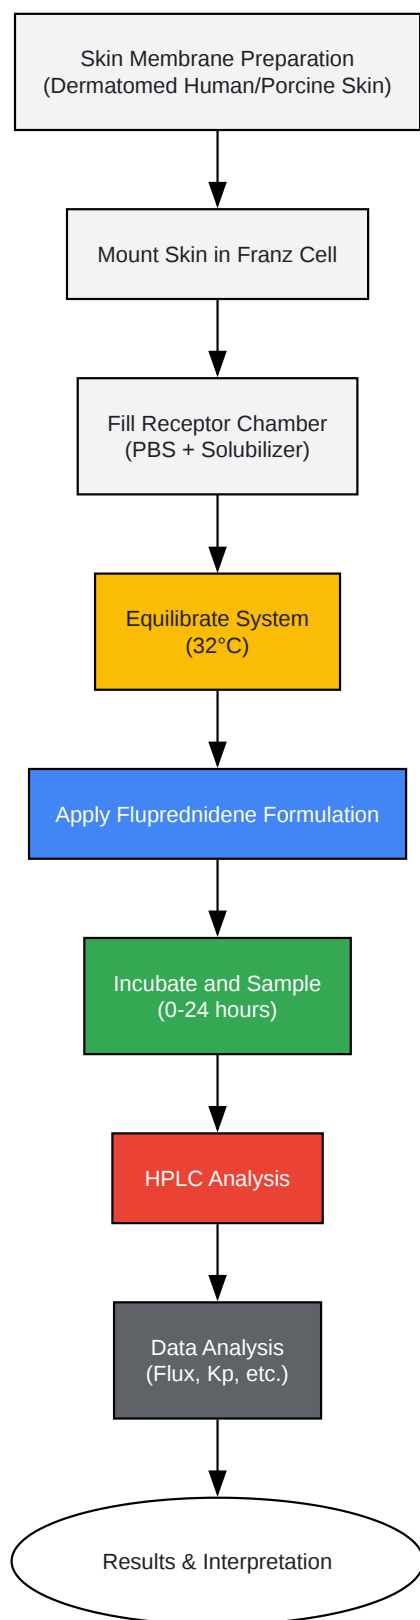 Skin Membrane Preparation
(Dermatomed Human/Porcine Skin)
Mount Skin in Franz Cell
Fill Receptor Chamber
(PBS + Solubilizer)
Equilibrate System
(32°C)
Apply Fluprednidene Formulation
Incubate and Sample
(0-24 hours)
HPLC Analysis
Data Analysis
(Flux, Kp, etc.)
Results & Interpretation